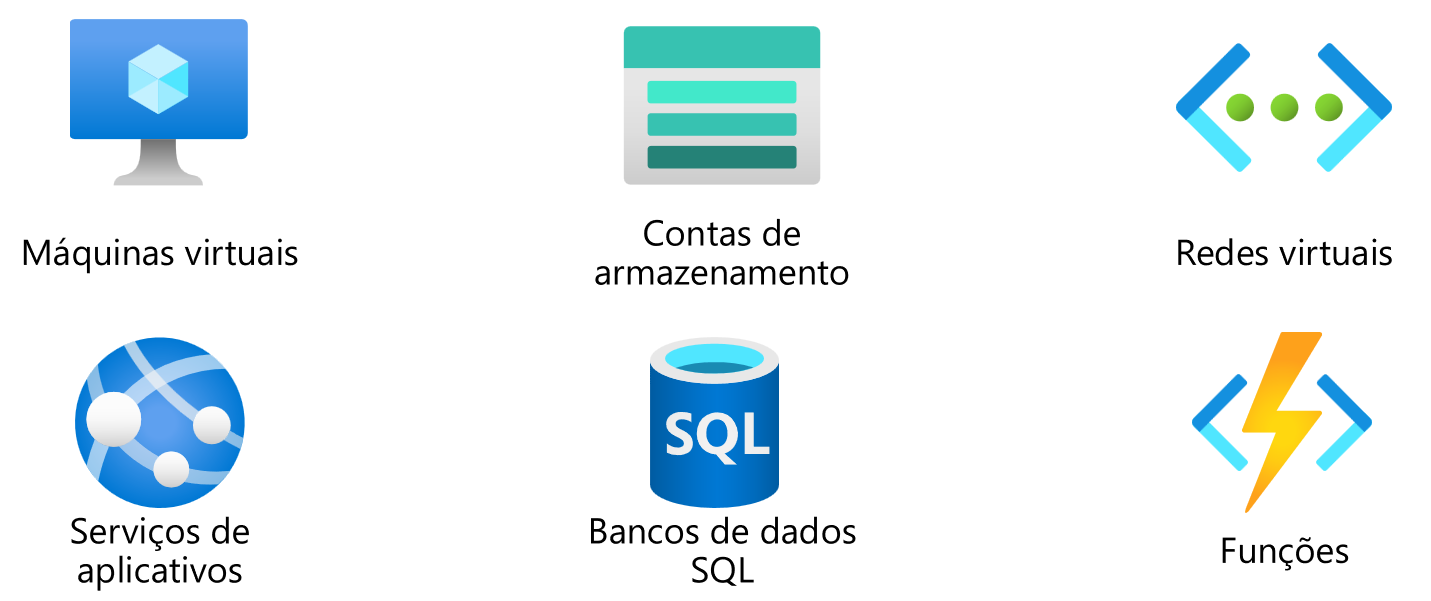 Máquinas virtuais
Contas de
armazenamento
Redes virtuais
SQL
Serviços de
aplicativos
Bancos de dados
SQL
Funções